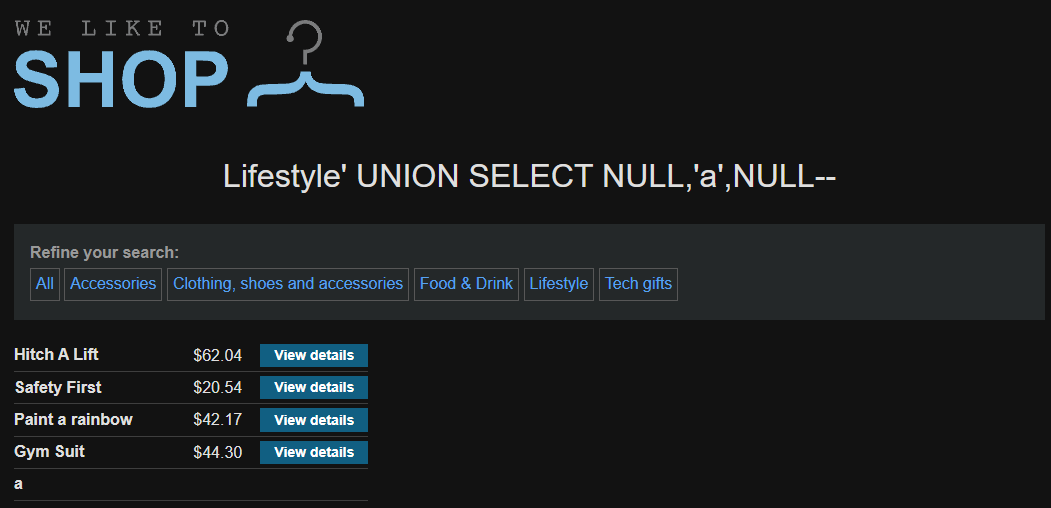 WE LIKE TO
SHOP
Lifestyle' UNION SELECT NULL,'a',NULL--
Refine your search:
All Accessories Clothing, shoes and accessories Food & Drink Lifestyle Tech gifts
Hitch A Lift $62.04 View details
Safety First $20.54 View details
Paint a rainbow $42.17 View details
Gym Suit $44.30 View details
a